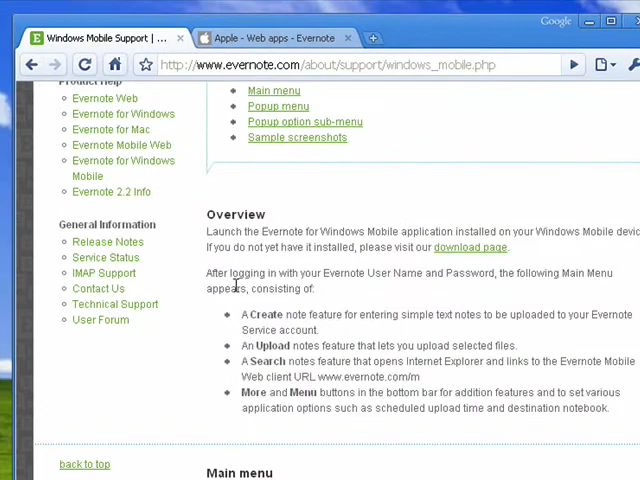 Google
Windows Mobile Support | ...
Apple - Web apps - Evernote
http://www.evernote.com/about/support/windows_mobile.php
Product Help
Evernote Web
Evernote for Windows
Evernote for Mac
Evernote Mobile Web
Evernote for Windows
Mobile
Evernote 2.2 Info
General Information
Release Notes
Service Status
IMAP Support
Contact Us
Technical Support
User Forum
Main menu
Popup menu
Popup option sub-menu
Sample screenshots
Overview
Launch the Evernote for Windows Mobile application installed on your Windows Mobile devic
If you do not yet have it installed, please visit our download page.
After logging in with your Evernote User Name and Password, the following Main Menu
appears, consisting of:
A Create note feature for entering simple text notes to be uploaded to your Evernote
Service account.
An Upload notes feature that lets you upload selected files.
A Search notes feature that opens Internet Explorer and links to the Evernote Mobile
Web client URL www.evernote.com/m
More and Menu buttons in the bottom bar for addition features and to set various
application options such as scheduled upload time and destination notebook.
back to top
Main menu